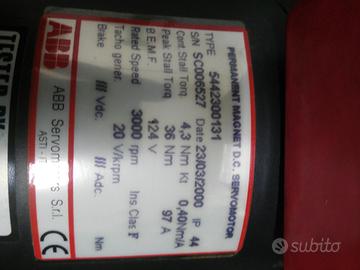 PERMANENT MAGNET D.C. SERVOMOTOR
TYPE 5442300131
S/N SC006527 Date 23/03/2000 IP 44
Cont.Stall Torq. 4,3 Nm Kt 0,40Nm/A
Peak Stall Torq 36 Nm 97 A
B.E.M.F. 124 V
Rated Speed 3000 rpm Ins.Clas F
Tacho gener. 20 V/krpm
Brake /// Vdc. /// Adc. Nm
ABB
ABB Servomotors S.r.l.
CE
subito